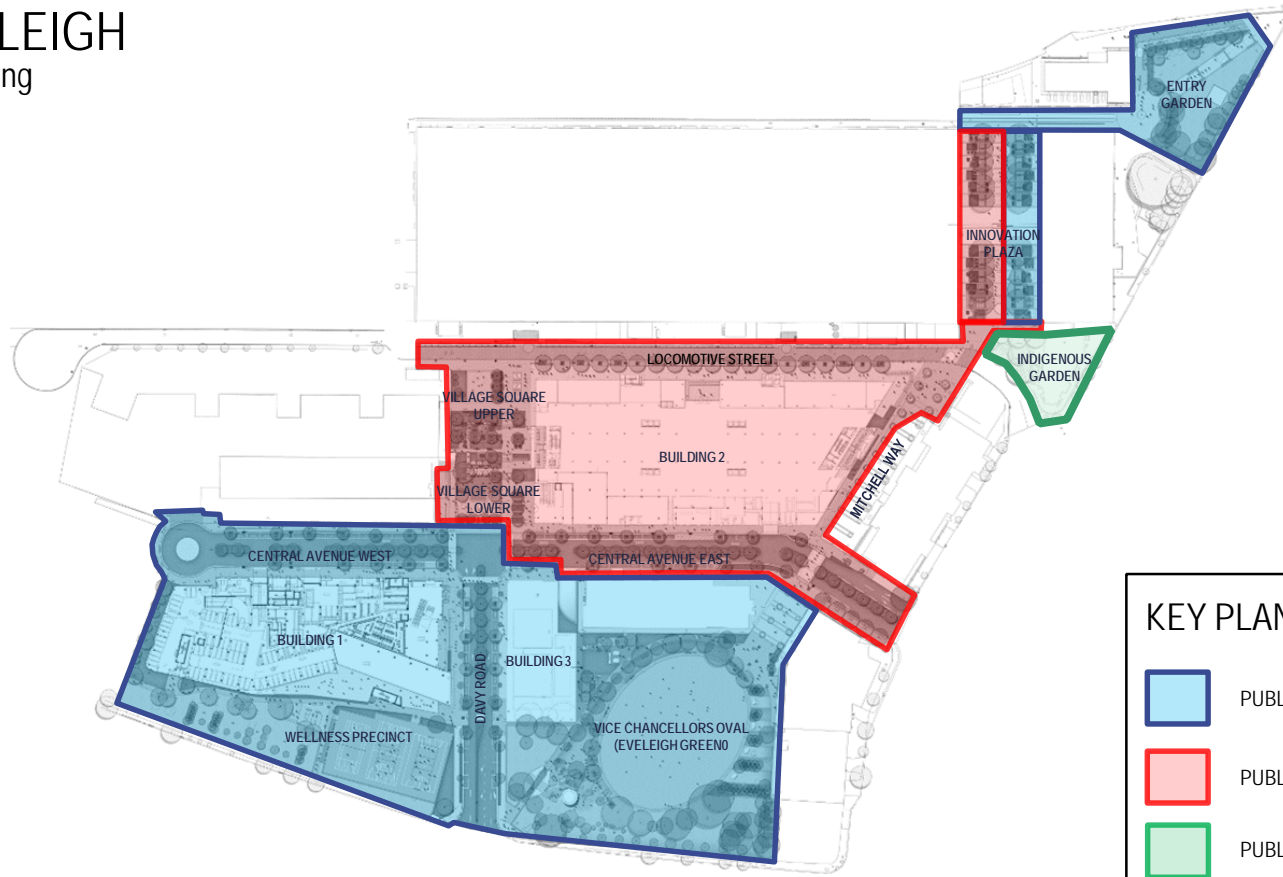 LEIGH
ng
ENTRY
GARDEN
INNOVATION
PLAZA
LOCOMOTIVE STREET
INDIGENOUS
GARDEN
VILLAGE SQUARE
UPPER
BUILDING 2
MITCHELL WAY
VILLAGE SQUARE
LOWER
CENTRAL AVENUE WEST
CENTRAL AVENUE EAST
BUILDING 1
DAVY ROAD
BUILDING 3
WELLNESS PRECINCT
VICE CHANCELLORS OVAL
(EVELEIGH GREEN0
KEY PLAN
PUBL
PUBL
PUBL